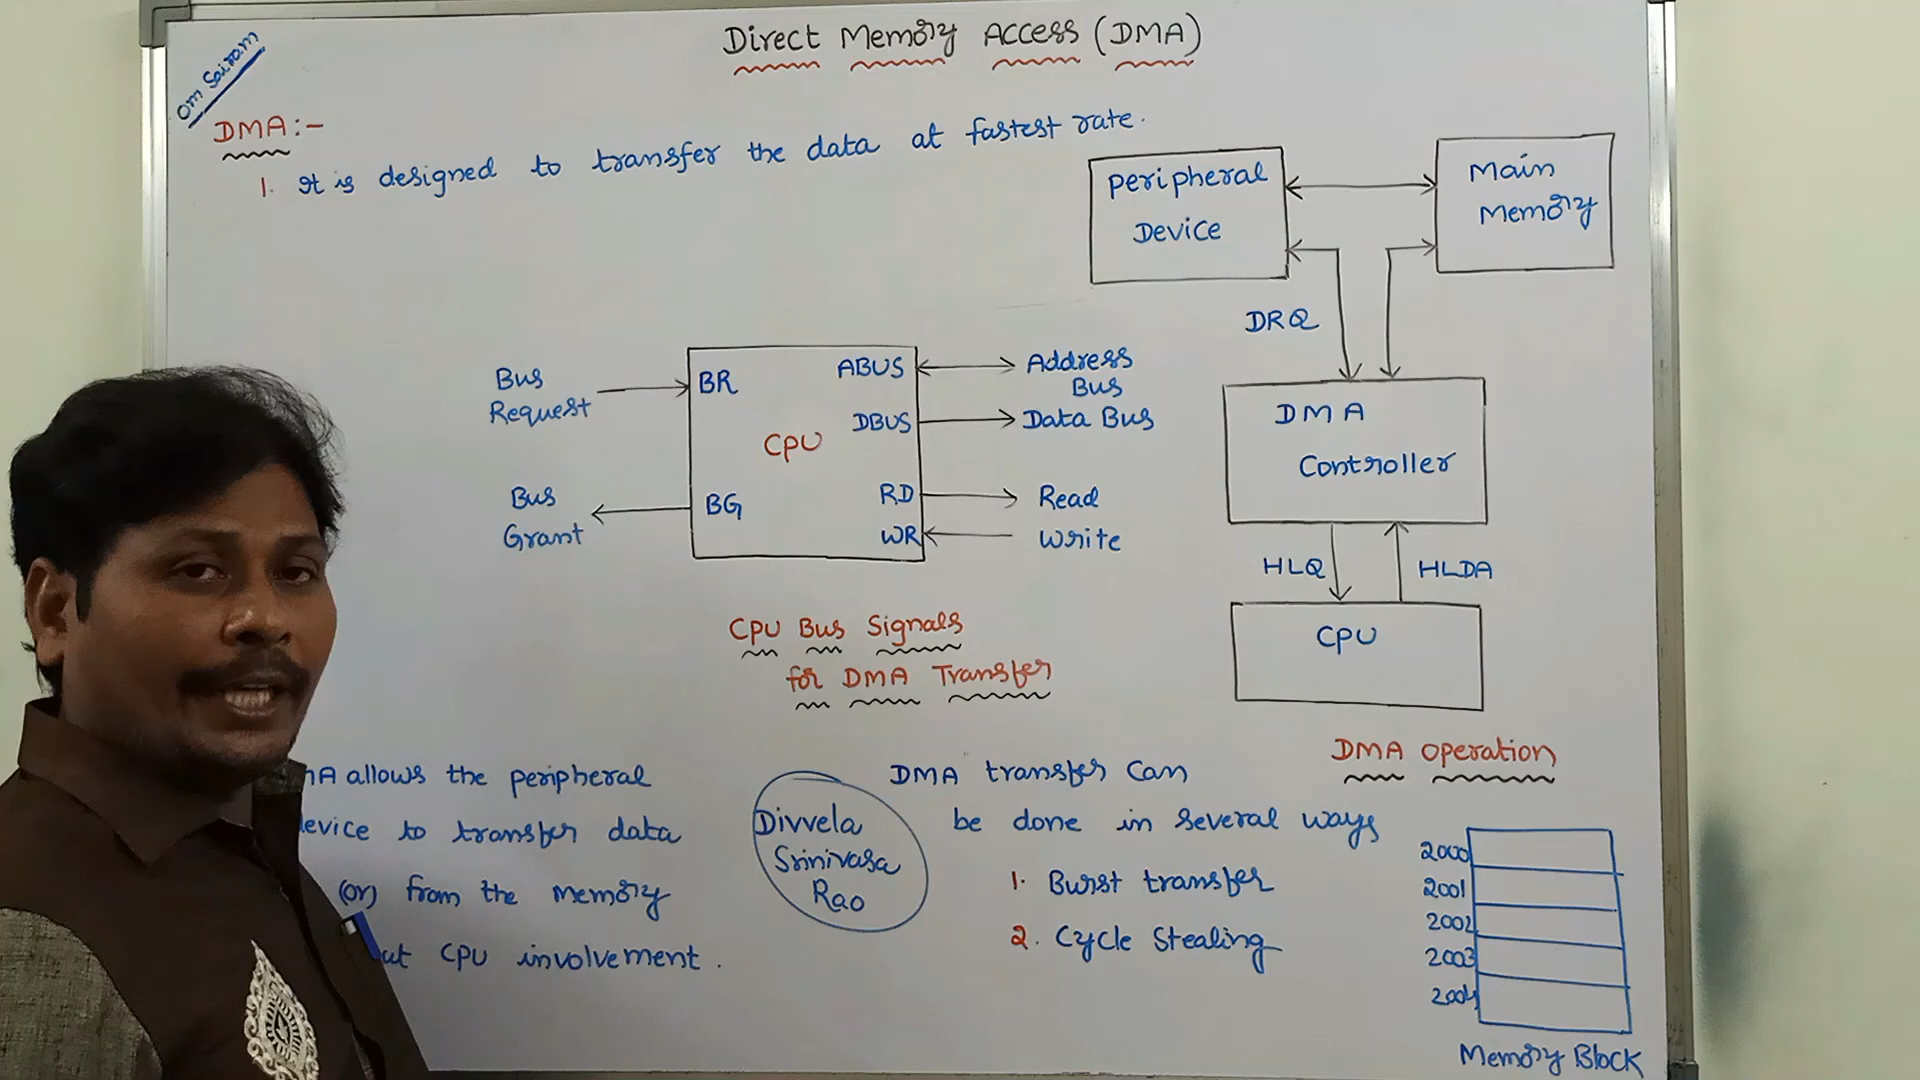 Direct Memory Access (DMA)
Om Sairam
DMA:-
1. It is designed to transfer the data at fastest rate.
Peripheral
Device
Main
Memory
DRQ
DMA
Controller
HLQ
HLDA
CPU
DMA Operation
Bus
Request
BR
ABUS
Address
Bus
DBUS
Data Bus
CPU
Bus
Grant
BG
RD
Read
WR
Write
CPU Bus Signals
for DMA Transfer
allows the peripheral
device to transfer data
(or) from the memory
CPU involvement.
Divvela
Srinivasa
Rao
DMA transfer can
be done in several ways
1. Burst transfer
2. Cycle Stealing
2000
2001
2002
2003
2004
Memory Block